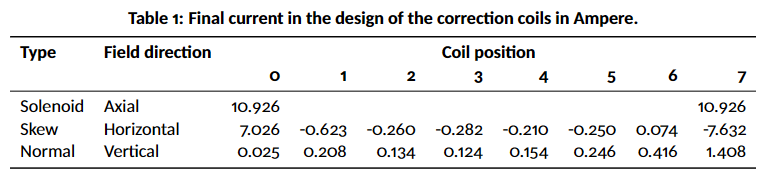 Table 1: Final current in the design of the correction coils in Ampere.
Type Field direction Coil position
0 1 2 3 4 5 6 7
Solenoid Axial 10.926 10.926
Skew Horizontal 7.026 -0.623 -0.260 -0.282 -0.210 -0.250 0.074 -7.632
Normal Vertical 0.025 0.208 0.134 0.124 0.154 0.246 0.416 1.408